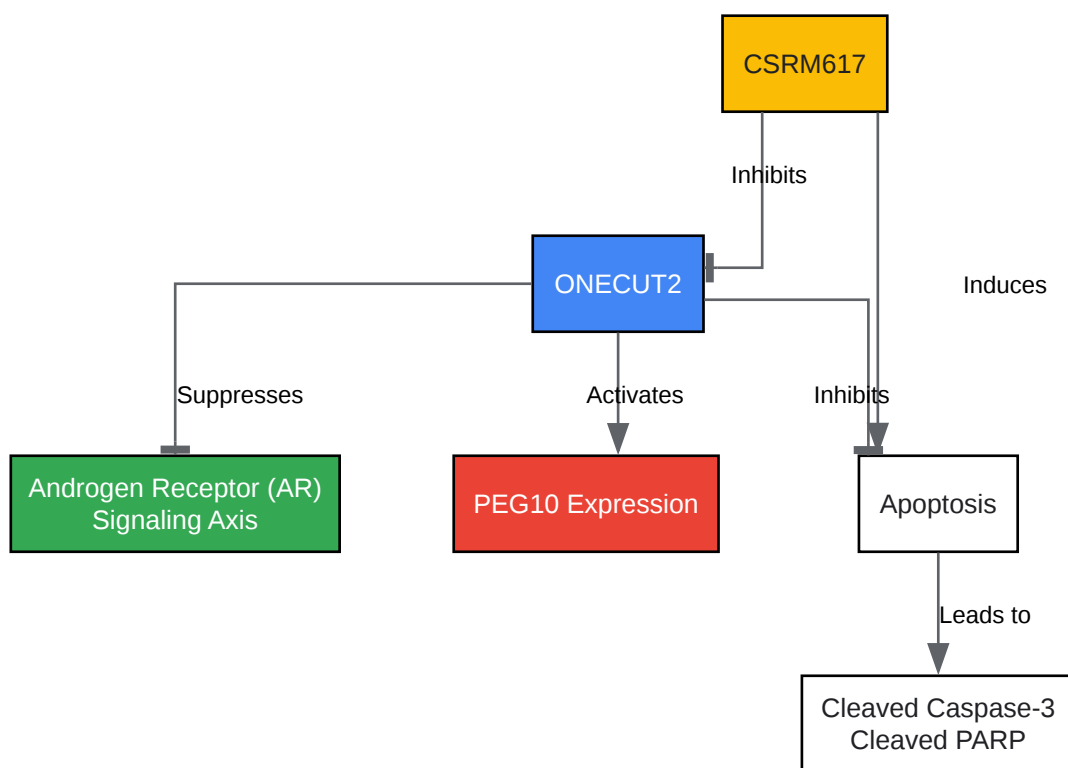 CSRM617
Inhibits
ONECUT2
Induces
Suppresses
Activates
Inhibits
Androgen Receptor (AR)
Signaling Axis
PEG10 Expression
Apoptosis
Leads to
Cleaved Caspase-3
Cleaved PARP